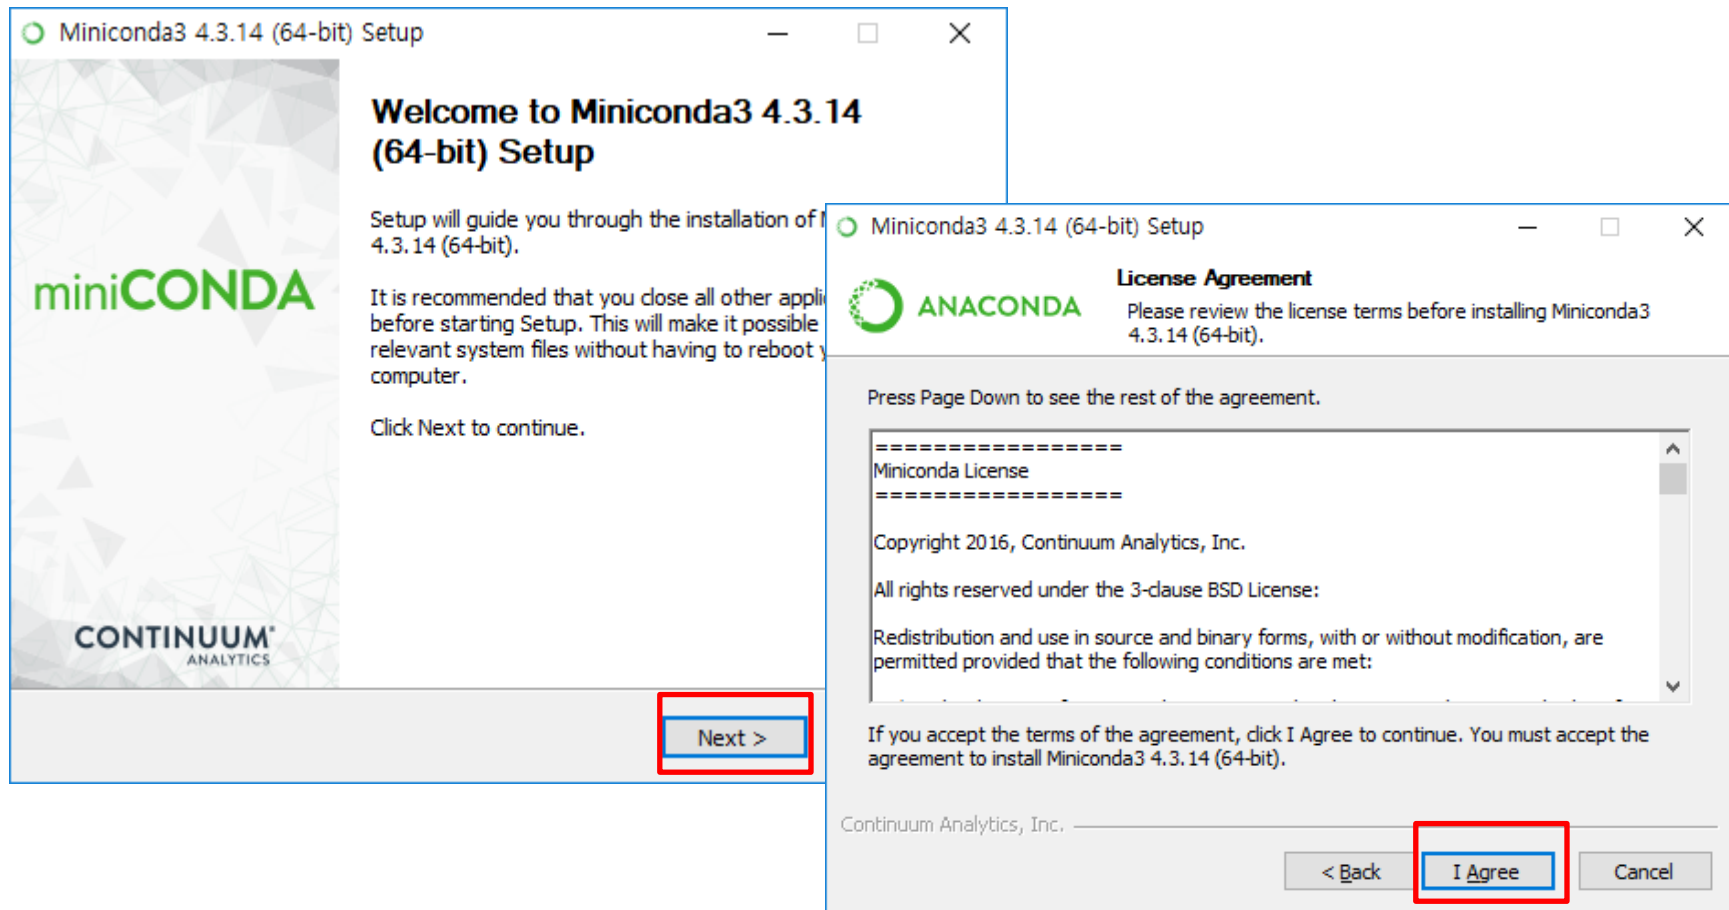 Miniconda3 4.3.14 (64-bit) Setup
Welcome to Miniconda3 4.3.14
(64-bit) Setup
Setup will guide you through the installation of
4.3.14 (64-bit).
It is recommended that you close all other
before starting Setup. This will make it possible
relevant system files without having to reboot
computer.
Click Next to continue.
miniCONDA
CONTINUUM
ANALYTICS
Next >
Miniconda3 4.3.14 (64-bit) Setup
ANACONDA
License Agreement
Please review the license terms before installing Miniconda3
4.3.14 (64-bit).
Press Page Down to see the rest of the agreement.
=================
Miniconda License
=================
Copyright 2016, Continuum Analytics, Inc.
All rights reserved under the 3-clause BSD License:
Redistribution and use in source and binary forms, with or without modification, are
permitted provided that the following conditions are met:
If you accept the terms of the agreement, click I Agree to continue. You must accept the
agreement to install Miniconda3 4.3.14 (64-bit).
Continuum Analytics, Inc.
< Back
I Agree
Cancel